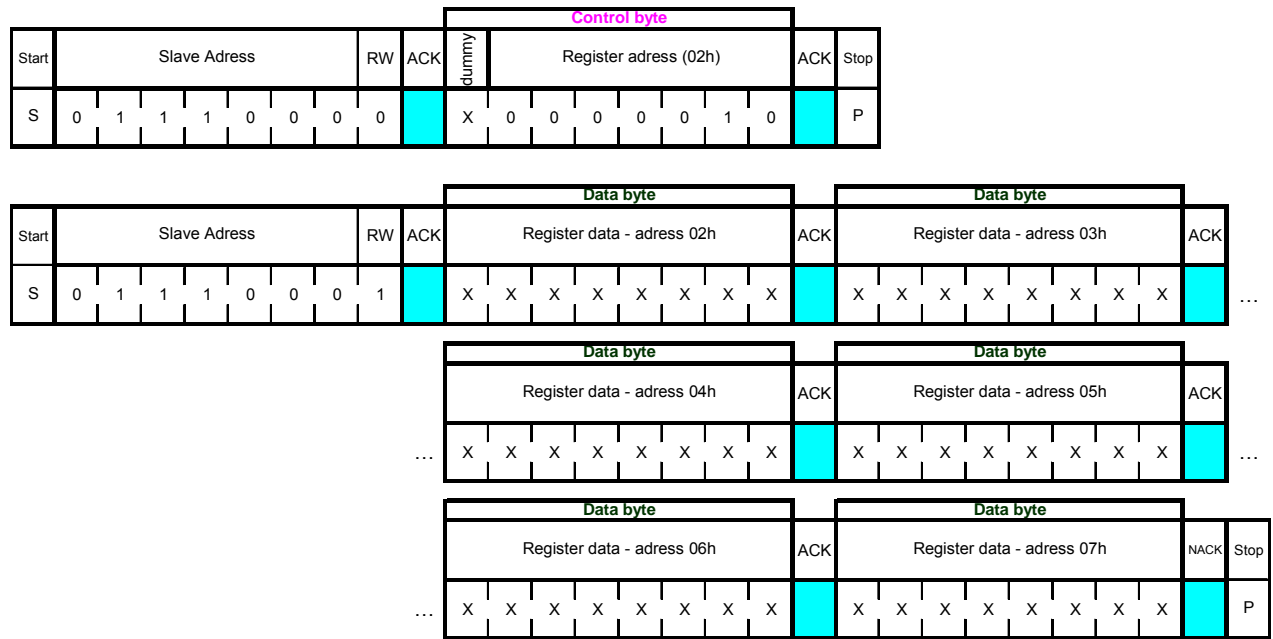 Control byte
Start Slave Adress RW ACK dummy Register adress (02h) ACK Stop
S 0 1 1 1 0 0 0 0 X 0 0 0 0 0 1 0 P
Data byte Data byte
Start Slave Adress RW ACK Register data - adress 02h ACK Register data - adress 03h ACK
S 0 1 1 1 0 0 0 1 X X X X X X X X X X X X X X X X …
Data byte Data byte
Register data - adress 04h ACK Register data - adress 05h ACK
… X X X X X X X X X X X X X X X X …
Data byte Data byte
Register data - adress 06h ACK Register data - adress 07h NACK Stop
… X X X X X X X X X X X X X X X X P